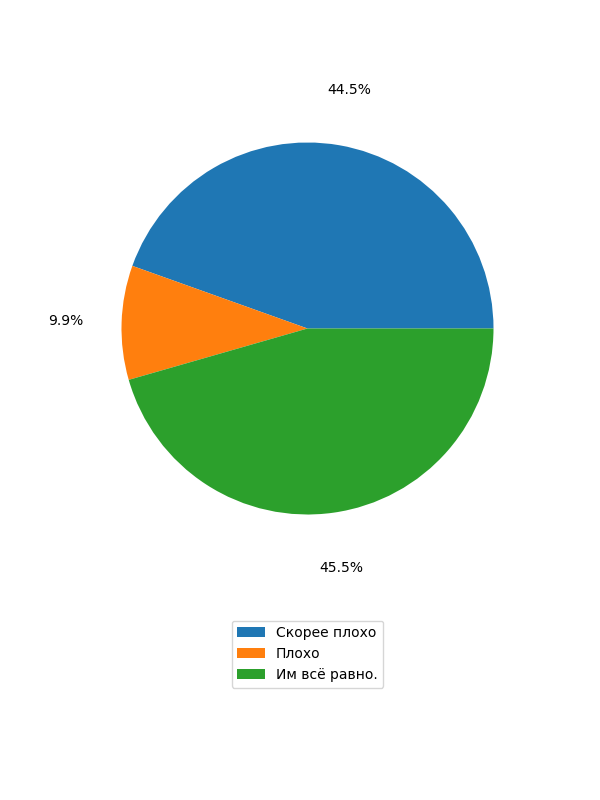 44.5%
9.9%
45.5%
Скорее плохо
Плохо
Им всё равно.